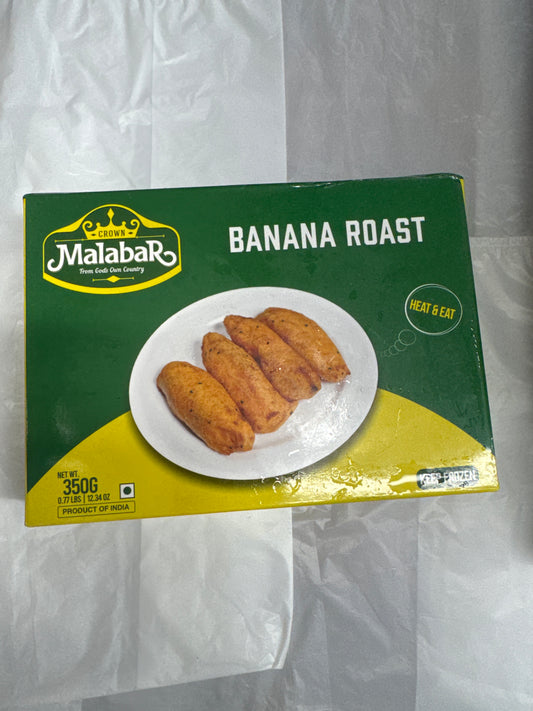 CROWN
MalabaR
From God's Own Country
BANANA ROAST
HEAT & EAT
NET WT.
350G
0.77 LBS | 12.34 OZ
PRODUCT OF INDIA
KEEP FROZEN